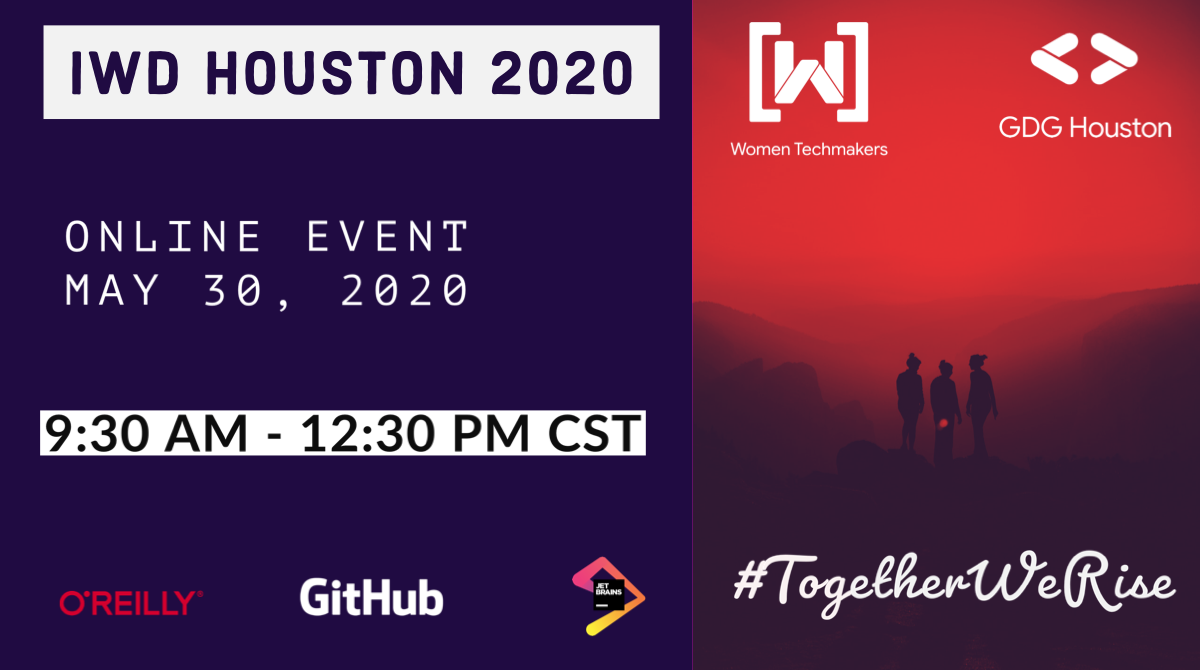 IWD HOUSTON 2020
ONLINE EVENT
MAY 30, 2020
9:30 AM - 12:30 PM CST
O'REILLY®
GitHub
JET
BRAINS
Women Techmakers
GDG Houston
#TogetherWeRise